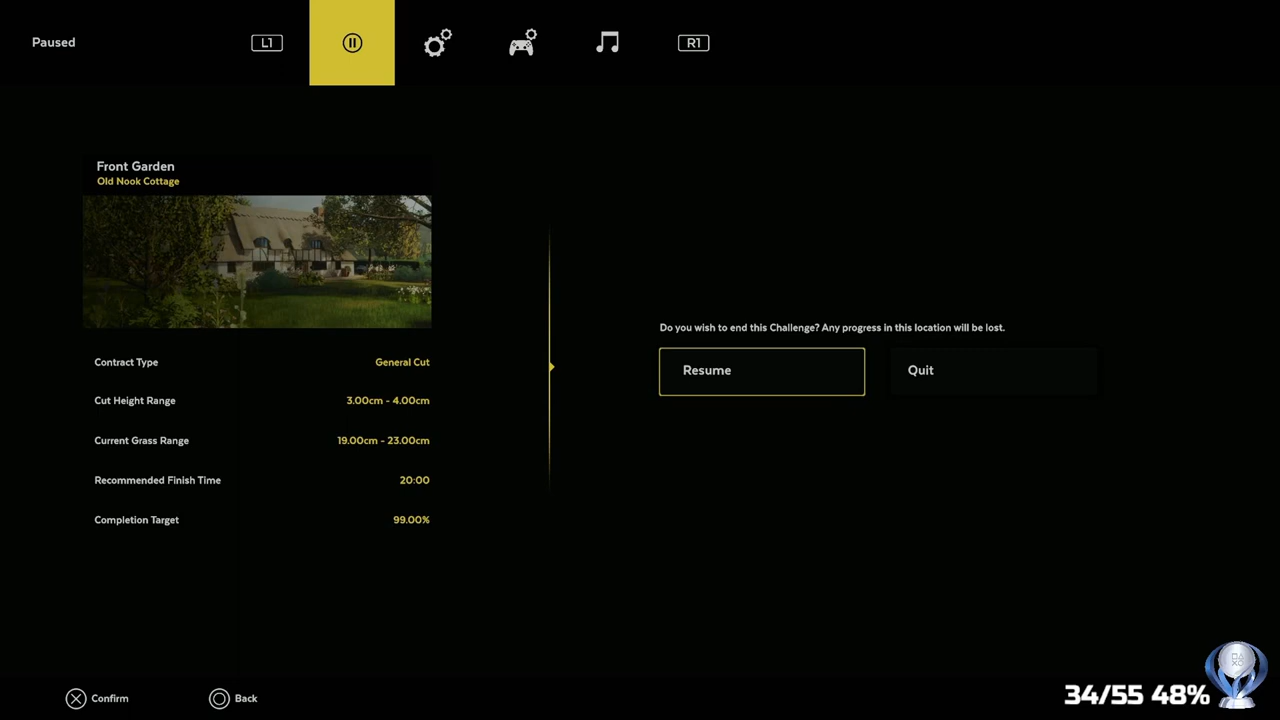 Paused
L1
R1
Front Garden
Old Nook Cottage
Contract Type General Cut
Cut Height Range 3.00cm - 4.00cm
Current Grass Range 19.00cm - 23.00cm
Recommended Finish Time 20:00
Completion Target 99.00%
Do you wish to end this Challenge? Any progress in this location will be lost.
Resume
Quit
Confirm
Back
34/55 48%